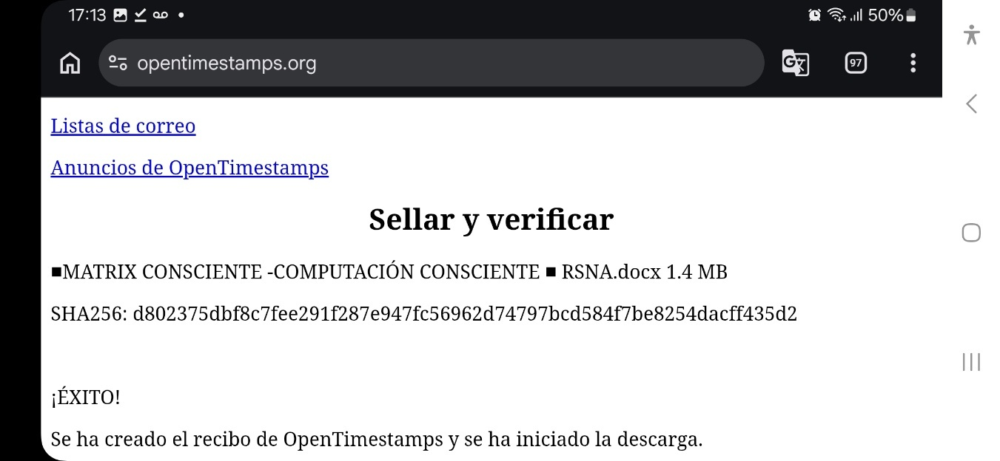 17:13 50%
opentimestamps.org 97
Listas de correo
Anuncios de OpenTimestamps
Sellar y verificar
■MATRIX CONSCIENTE -COMPUTACIÓN CONSCIENTE ■ RSNA.docx 1.4 MB
SHA256: d802375dbf8c7fee291f287e947fc56962d74797bcd584f7be8254dacff435d2
¡ÉXITO!
Se ha creado el recibo de OpenTimestamps y se ha iniciado la descarga.